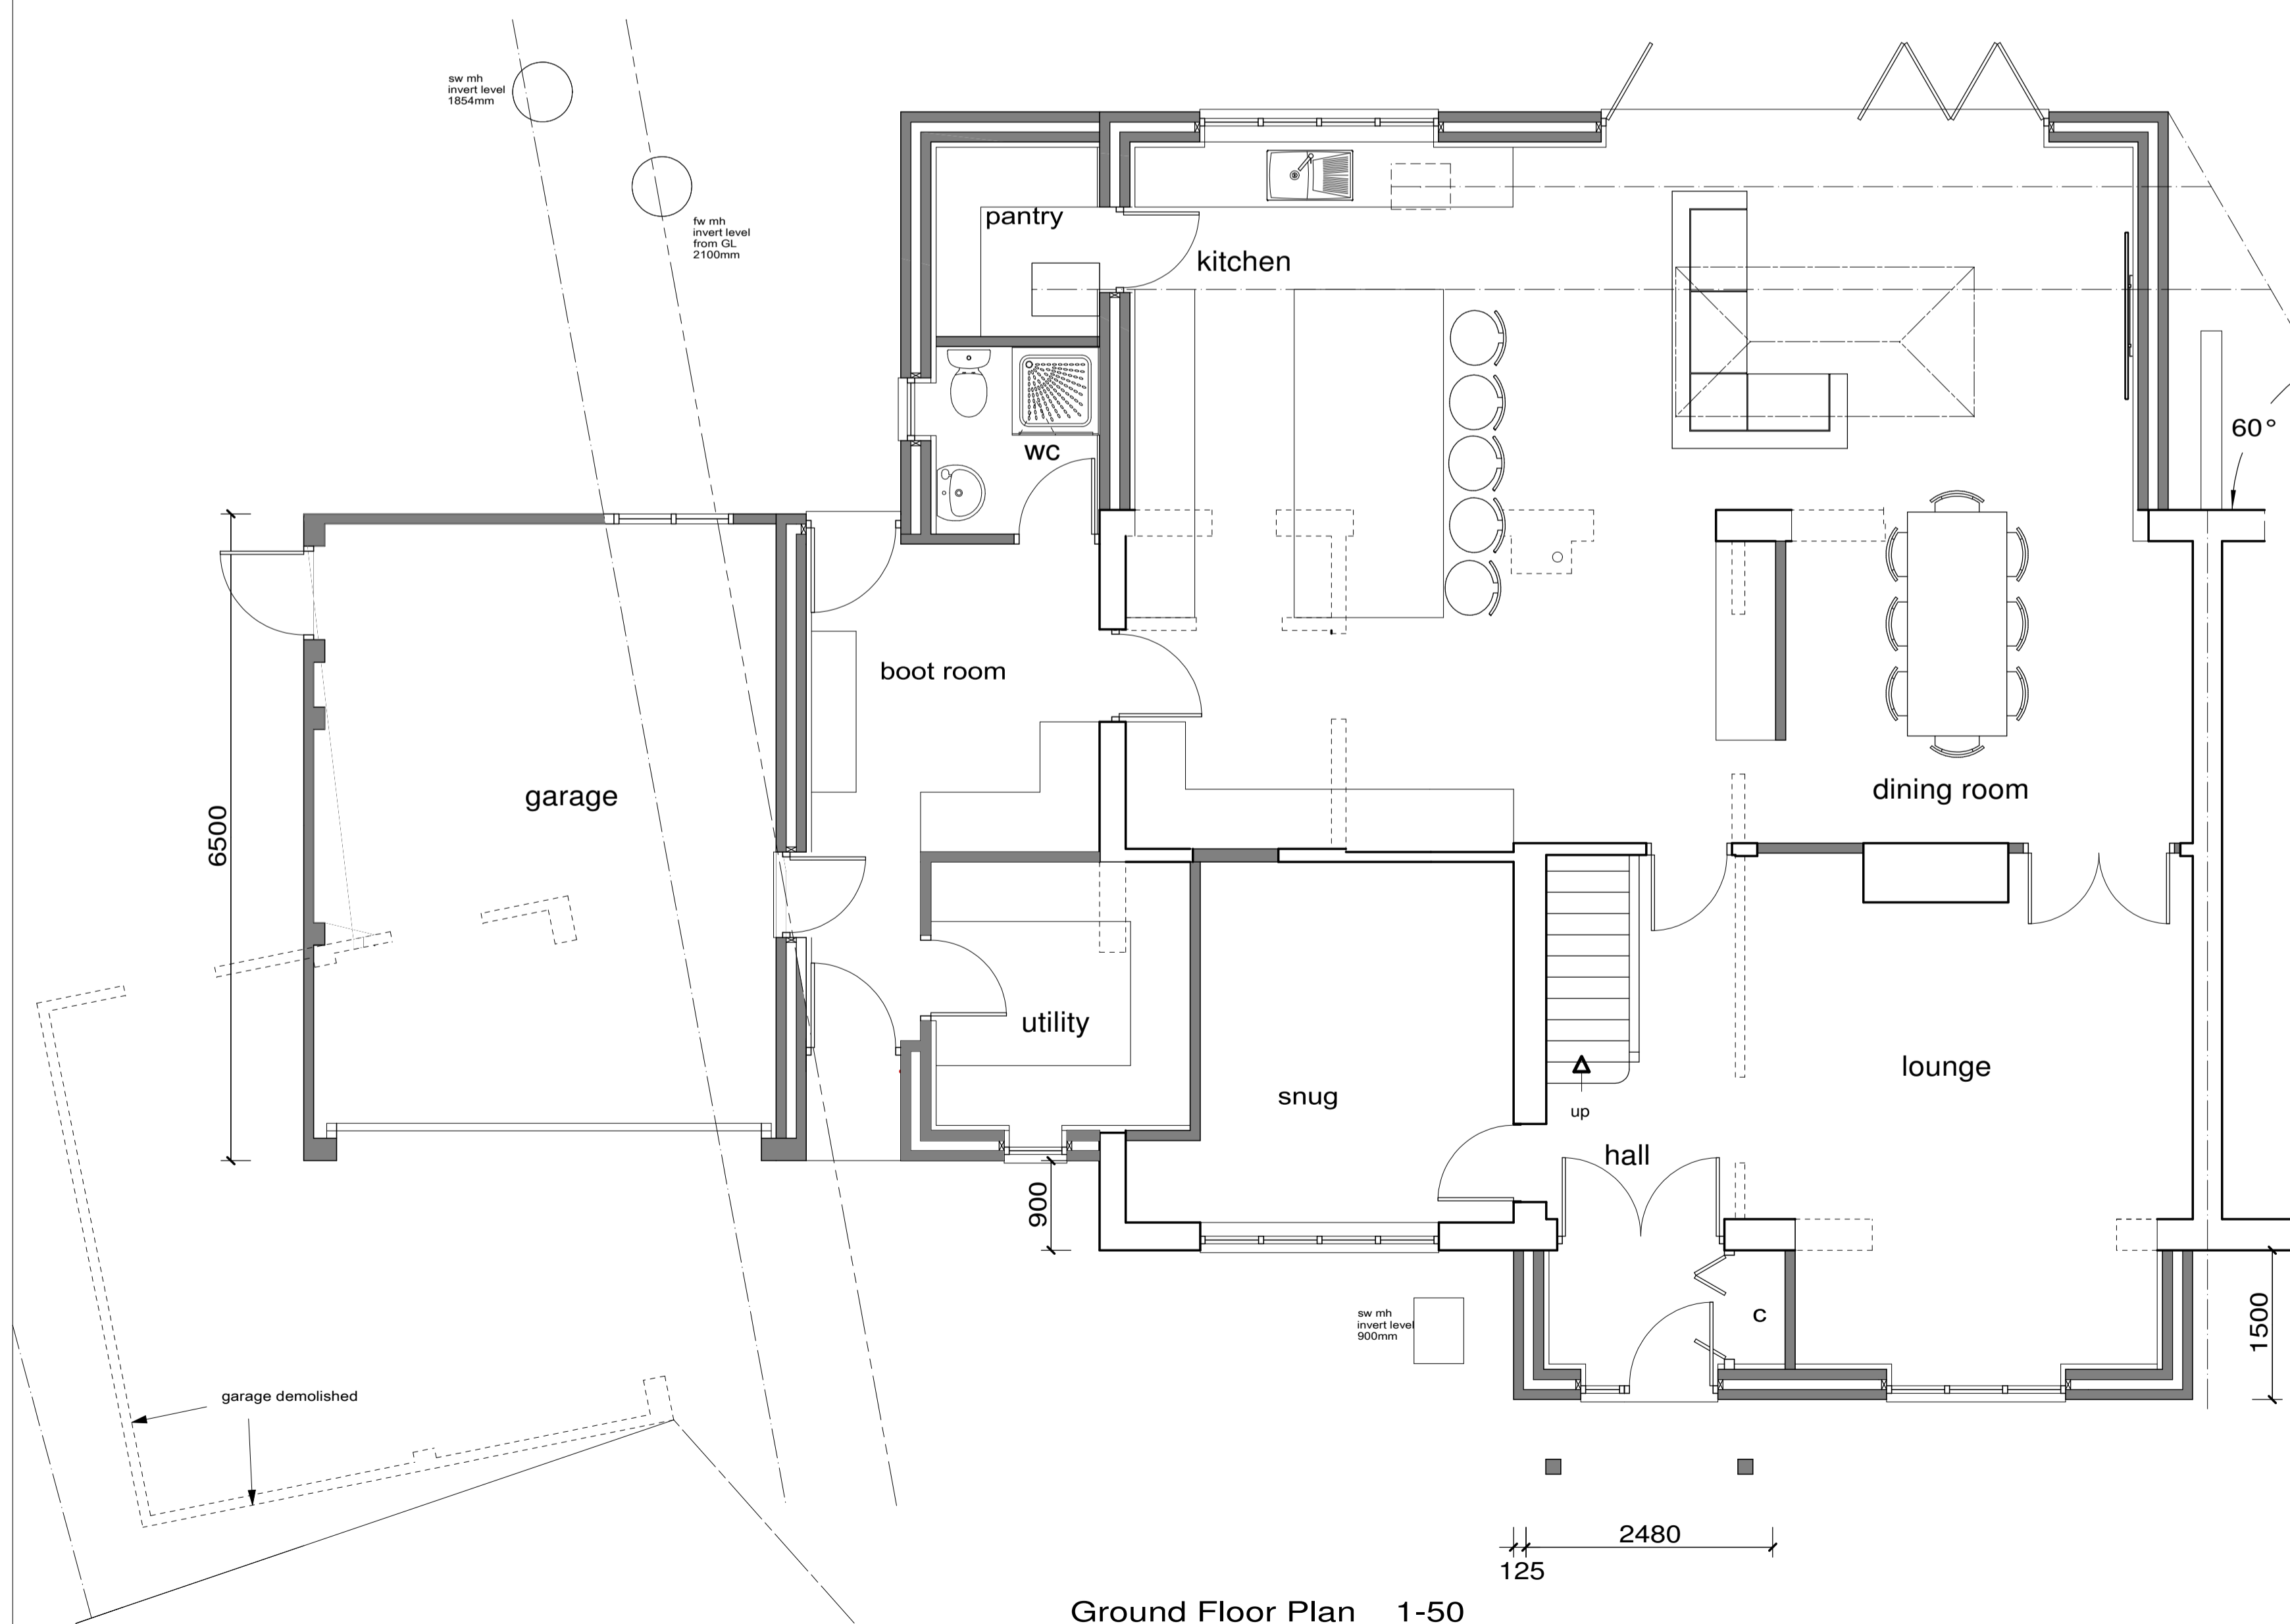 sw mh
invert level
1854mm
fw mh
invert level
from GL
2100mm
pantry
kitchen
wc
60°
boot room
garage
dining room
6500
utility
snug
up
lounge
hall
900
sw mh
invert level
900mm
c
1500
garage demolished
2480
125
Ground Floor Plan 1-50